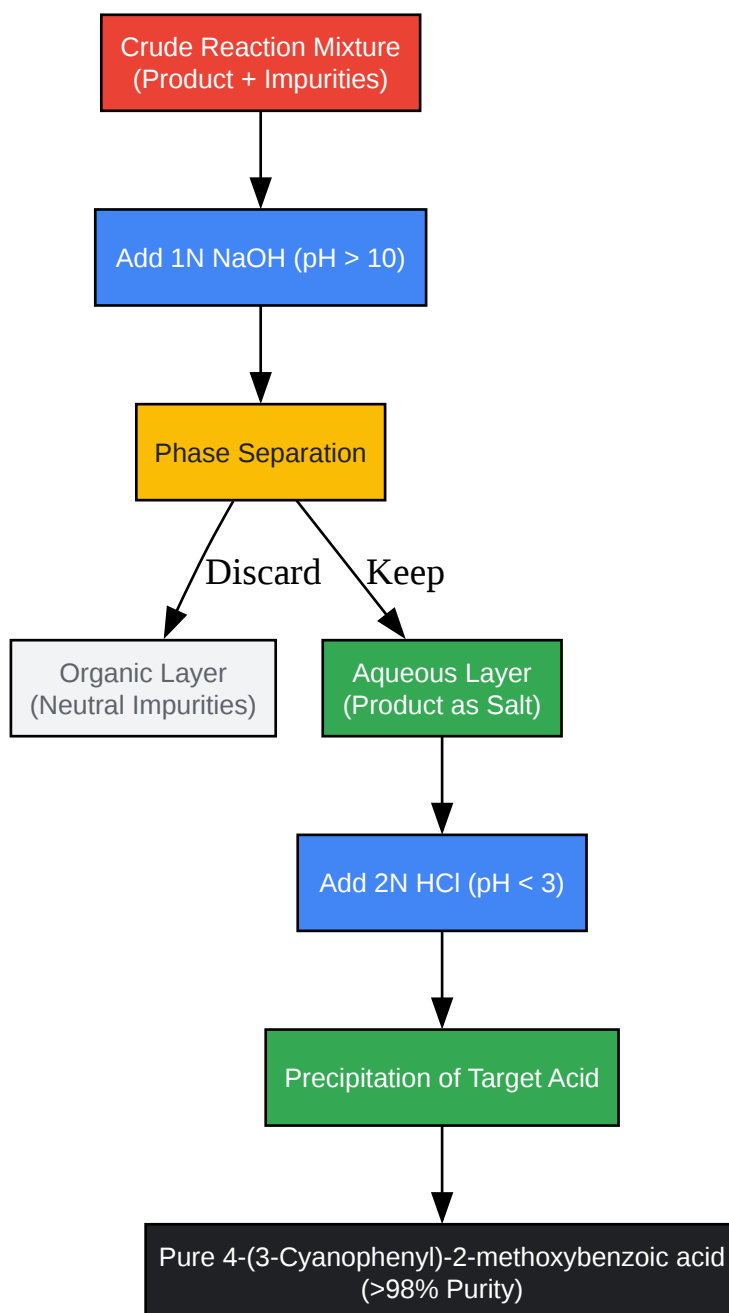 Crude Reaction Mixture
(Product + Impurities)
Add 1N NaOH (pH > 10)
Phase Separation
Discard
Keep
Organic Layer
(Neutral Impurities)
Aqueous Layer
(Product as Salt)
Add 2N HCl (pH < 3)
Precipitation of Target Acid
Pure 4-(3-Cyanophenyl)-2-methoxybenzoic acid
(>98% Purity)